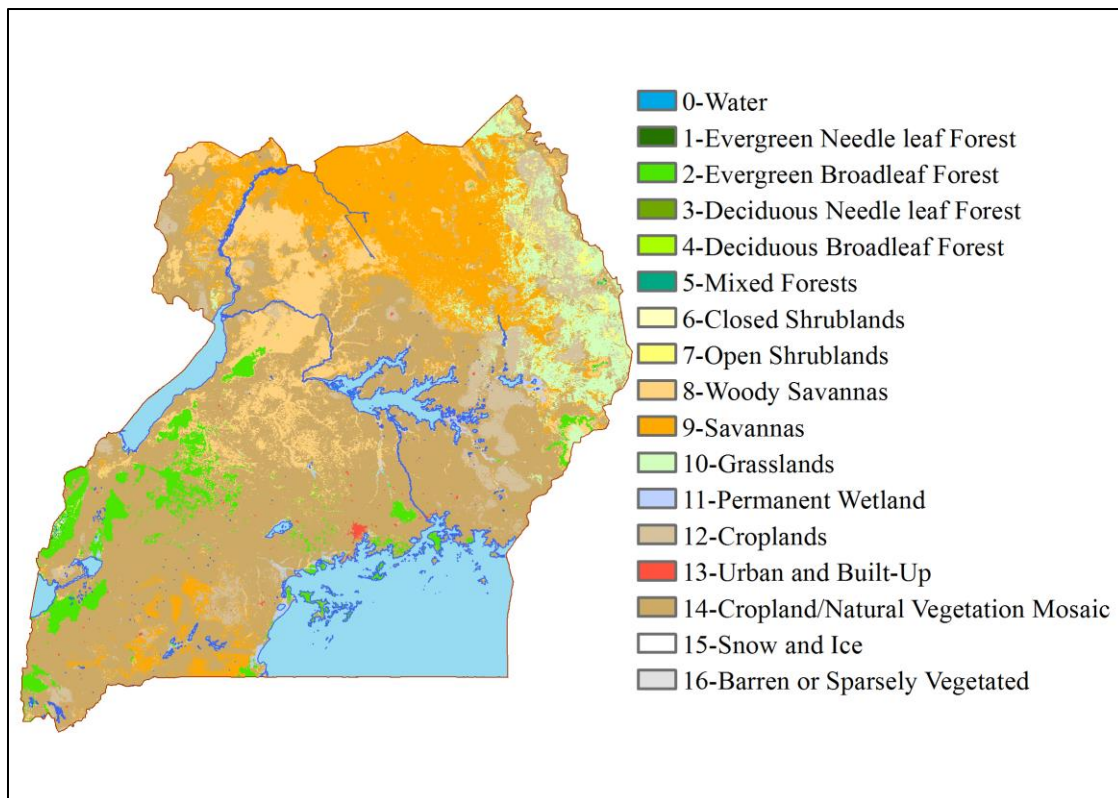 0-Water
1-Evergreen Needle leaf Forest
2-Evergreen Broadleaf Forest
3-Deciduous Needle leaf Forest
4-Deciduous Broadleaf Forest
5-Mixed Forests
6-Closed Shrublands
7-Open Shrublands
8-Woody Savannas
9-Savannas
10-Grasslands
11-Permanent Wetland
12-Croplands
13-Urban and Built-Up
14-Cropland/Natural Vegetation Mosaic
15-Snow and Ice
16-Barren or Sparsely Vegetated